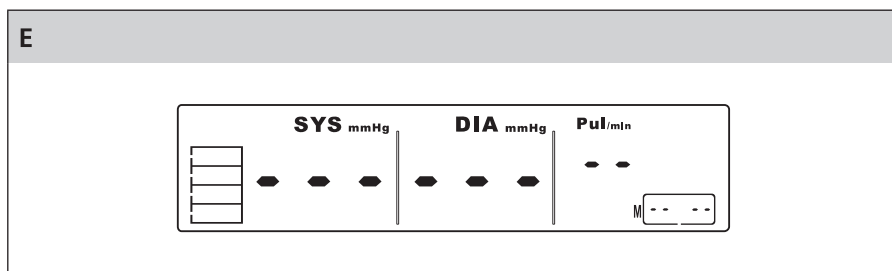 E
SYS mmHg DIA mmHg Pul/min
--- --- --
M -- --